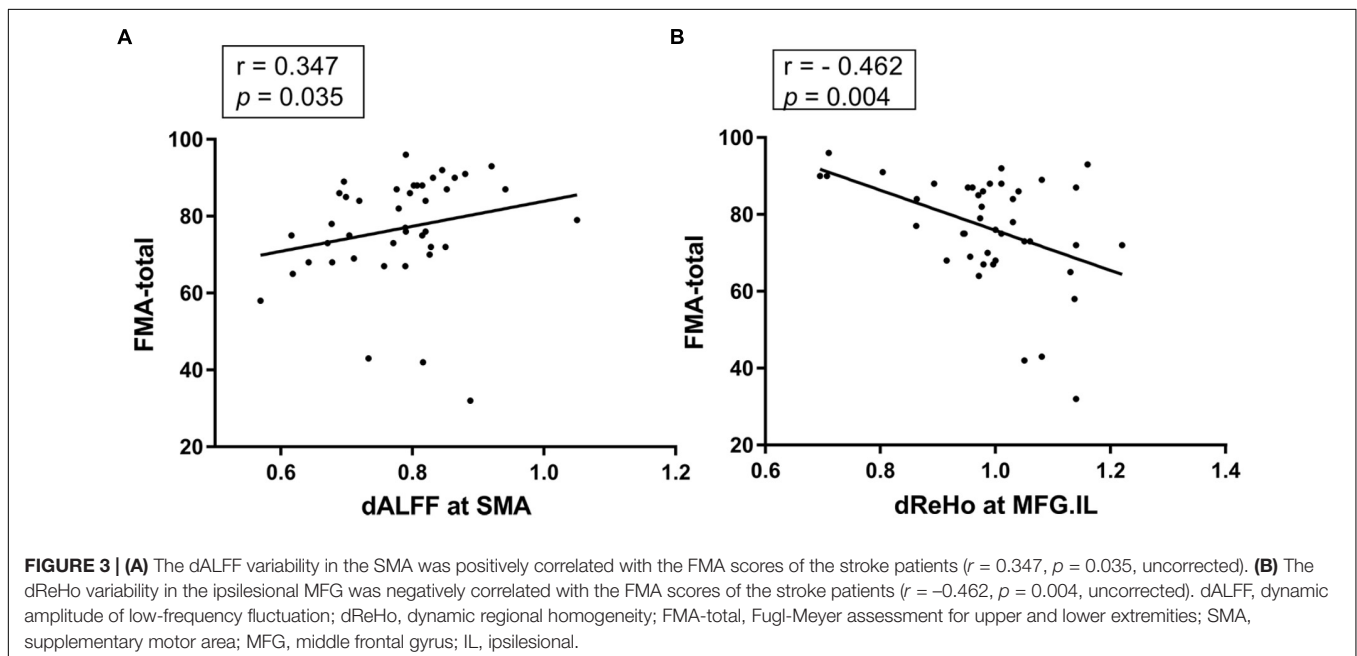 A
r = 0.347
p = 0.035
100
80
60
40
20
FMA-total
0.6
0.8
1.0
1.2
dALFF at SMA
B
r = - 0.462
p = 0.004
100
80
60
40
20
FMA-total
0.6
0.8
1.0
1.2
1.4
dReHo at MFG.IL
FIGURE 3 | (A) The dALFF variability in the SMA was positively correlated with the FMA scores of the stroke patients (r = 0.347, p = 0.035, uncorrected). (B) The
dReHo variability in the ipsilesional MFG was negatively correlated with the FMA scores of the stroke patients (r = –0.462, p = 0.004, uncorrected). dALFF, dynamic
amplitude of low-frequency fluctuation; dReHo, dynamic regional homogeneity; FMA-total, Fugl-Meyer assessment for upper and lower extremities; SMA,
supplementary motor area; MFG, middle frontal gyrus; IL, ipsilesional.